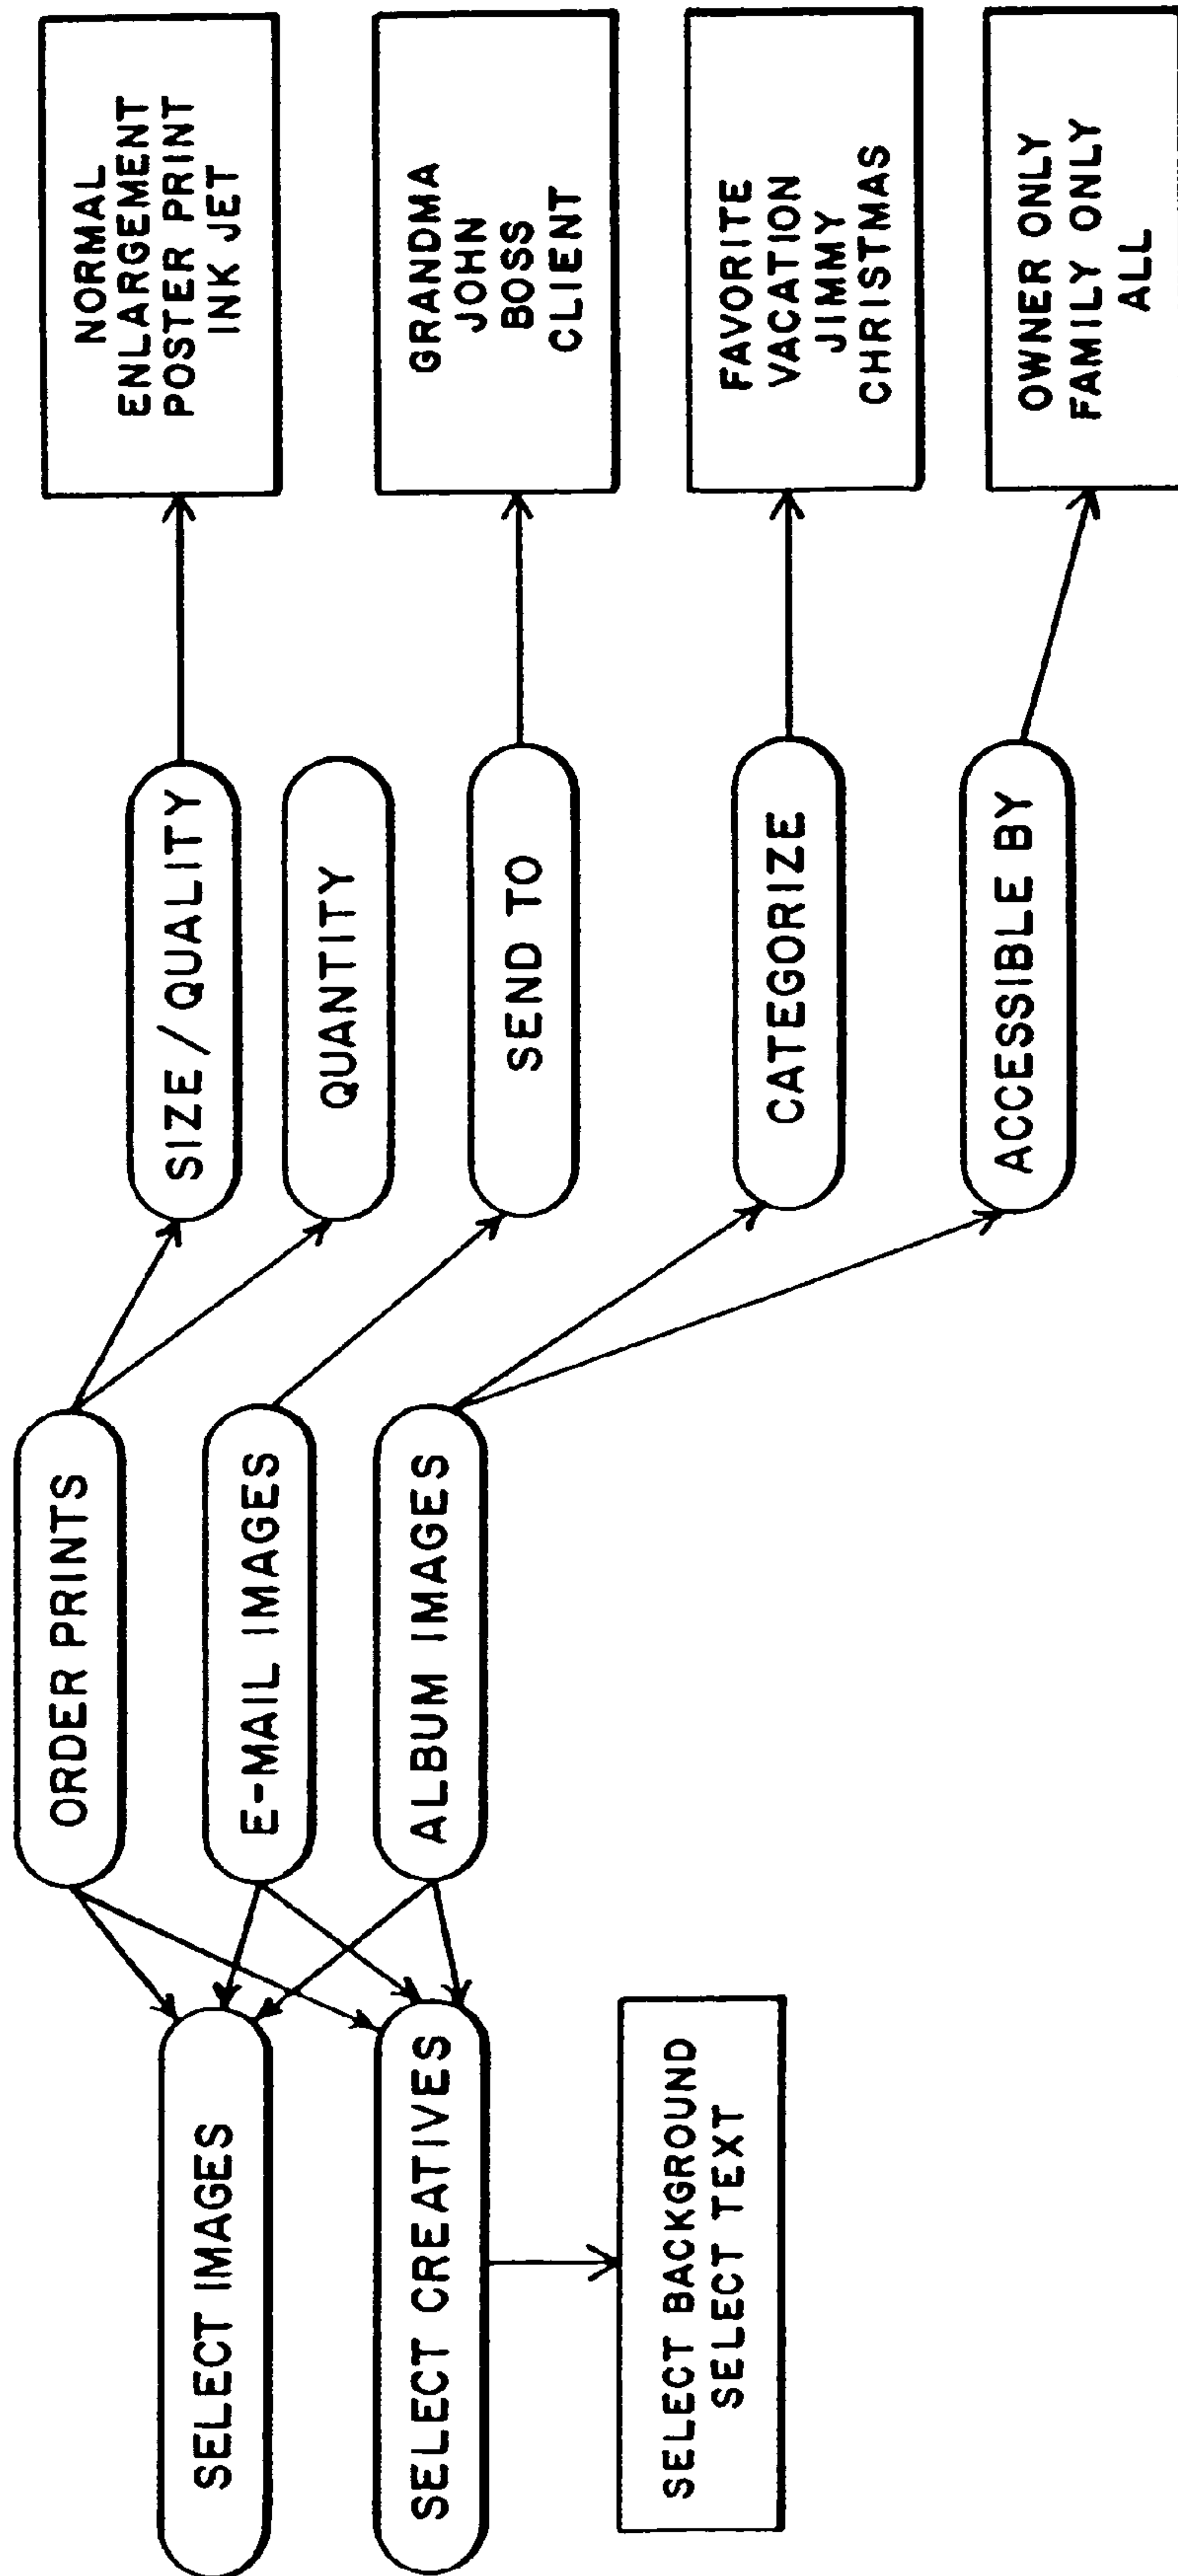 SELECT IMAGES
SELECT CREATIVES
SELECT BACKGROUND
SELECT TEXT
ORDER PRINTS
E-MAIL IMAGES
ALBUM IMAGES
SIZE / QUALITY
QUANTITY
SEND TO
CATEGORIZE
ACCESSIBLE BY
NORMAL
ENLARGEMENT
POSTER PRINT
INK JET
GRANDMA
JOHN
BOSS
CLIENT
FAVORITE
VACATION
JIMMY
CHRISTMAS
OWNER ONLY
FAMILY ONLY
ALL